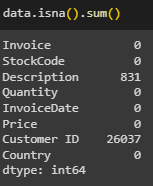 data.isna().sum()
Invoice 0
StockCode 0
Description 831
Quantity 0
InvoiceDate 0
Price 0
Customer ID 26037
Country 0
dtype: int64